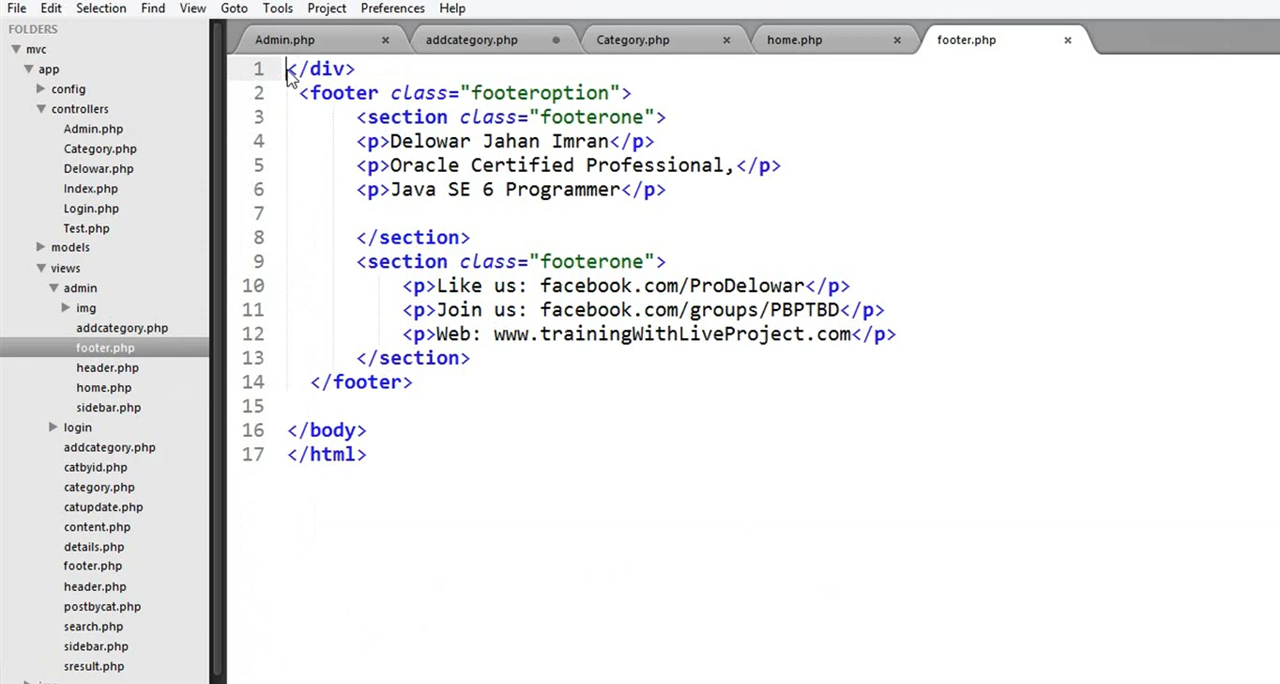 File Edit Selection Find View Goto Tools Project Preferences Help
FOLDERS
mvc
app
config
controllers
Admin.php
Category.php
Delowar.php
Index.php
Login.php
Test.php
models
views
admin
img
addcategory.php
footer.php
header.php
home.php
sidebar.php
login
addcategory.php
catbyid.php
category.php
catupdate.php
content.php
details.php
footer.php
header.php
postbycat.php
search.php
sidebar.php
sresult.php
Admin.php addcategory.php Category.php home.php footer.php
1 </div>
2 <footer class="footeroption">
3 <section class="footerone">
4 <p>Delowar Jahan Imran</p>
5 <p>Oracle Certified Professional,</p>
6 <p>Java SE 6 Programmer</p>
7
8 </section>
9 <section class="footerone">
10 <p>Like us: facebook.com/ProDelowar</p>
11 <p>Join us: facebook.com/groups/PBPTBD</p>
12 <p>Web: www.trainingWithLiveProject.com</p>
13 </section>
14 </footer>
15
16 </body>
17 </html>